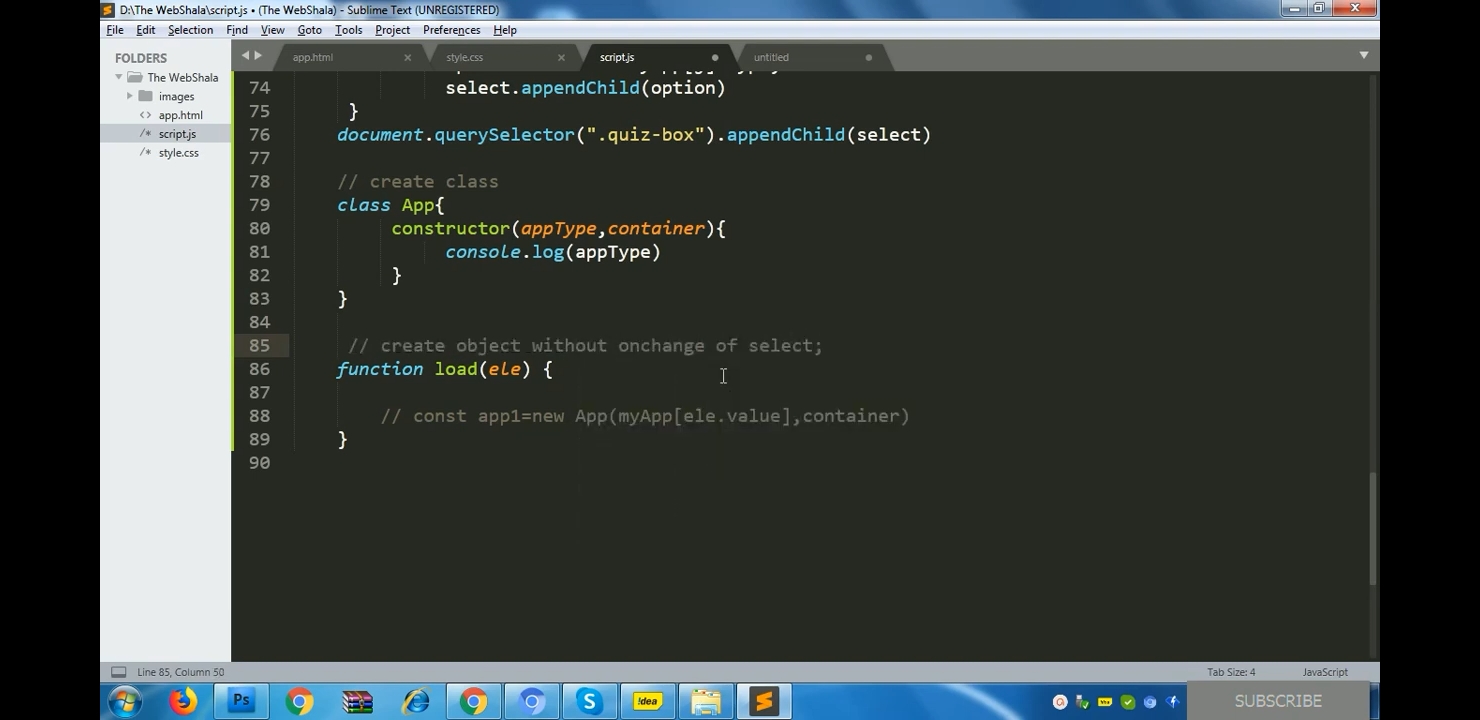 D:\The WebShala\script.js • (The WebShala) - Sublime Text (UNREGISTERED)
File Edit Selection Find View Goto Tools Project Preferences Help
FOLDERS
The WebShala
images
<> app.html
/* script.js
/* style.css
app.html × style.css × script.js • untitled •
74 select.appendChild(option)
75 }
76 document.querySelector(".quiz-box").appendChild(select)
77
78 // create class
79 class App{
80 constructor(appType,container){
81 console.log(appType)
82 }
83 }
84
85 // create object without onchange of select;
86 function load(ele) {
87
88 // const app1=new App(myApp[ele.value],container)
89 }
90
Line 85, Column 50
Tab Size: 4
JavaScript
Ps
!dea
SUBSCRIBE